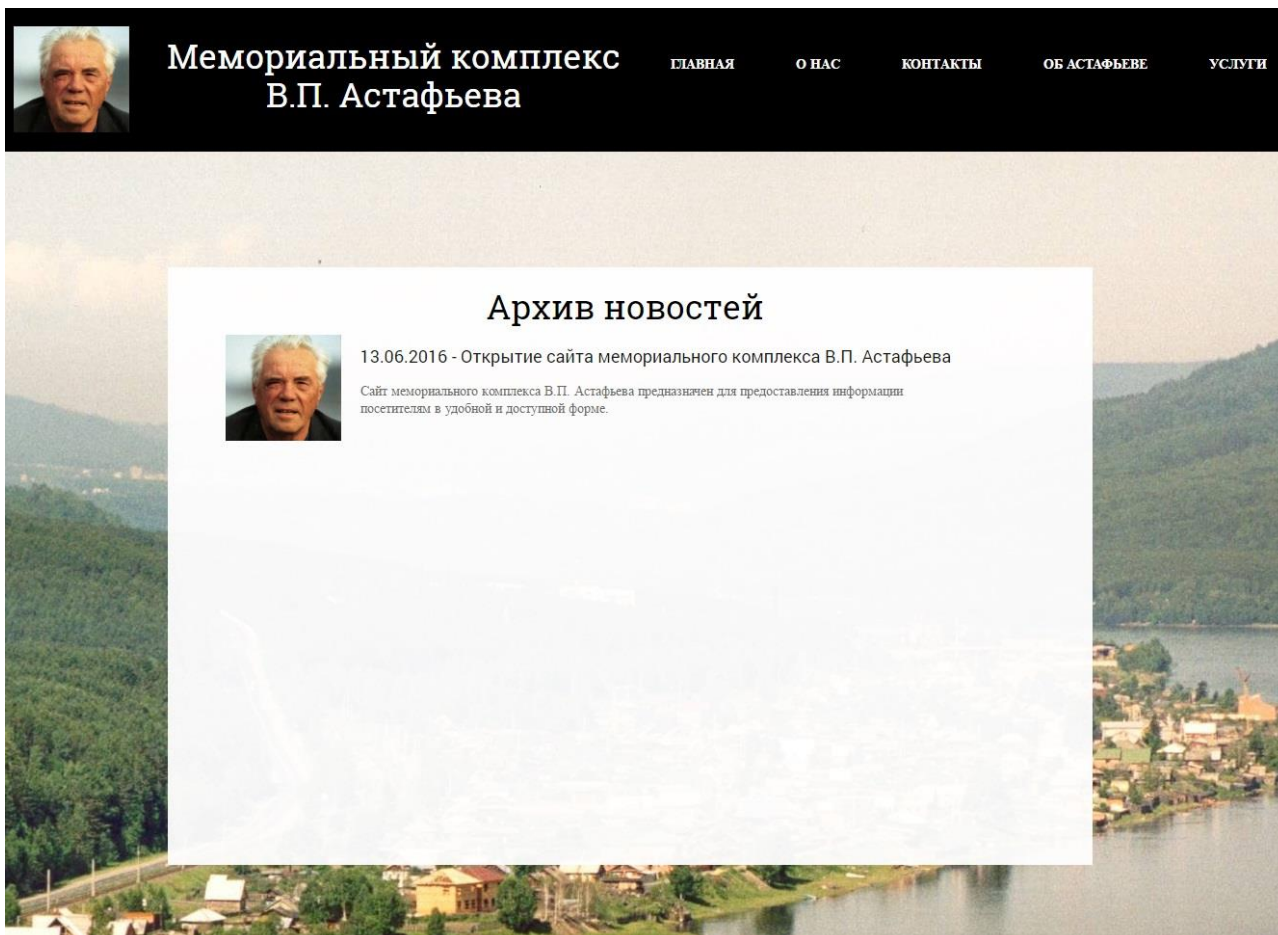 Мемориальный комплекс
В.П. Астафьева
ГЛАВНАЯ О НАС КОНТАКТЫ ОБ АСТАФЬЕВЕ УСЛУГИ
Архив новостей
13.06.2016 - Открытие сайта мемориального комплекса В.П. Астафьева
Сайт мемориального комплекса В.П. Астафьева предназначен для предоставления информации
посетителям в удобной и доступной форме.